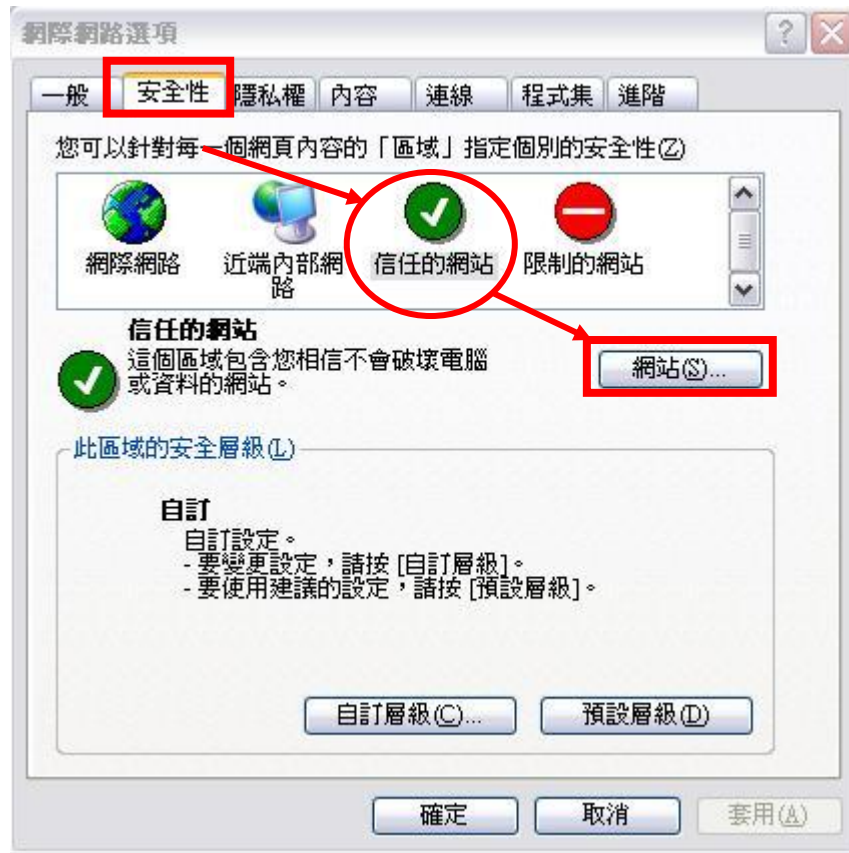 網際網路選項
一般 安全性 隱私權 內容 連線 程式集 進階
您可以針對每一個網頁內容的「區域」指定個別的安全性(Z)
網際網路 近端內部網路 信任的網站 限制的網站
信任的網站
這個區域包含您相信不會破壞電腦
或資料的網站。
網站(S)...
此區域的安全層級(L)
自訂
自訂設定。
- 要變更設定，請按 [自訂層級]。
- 要使用建議的設定，請按 [預設層級]。
自訂層級(C)... 預設層級(D)
確定 取消 套用(A)